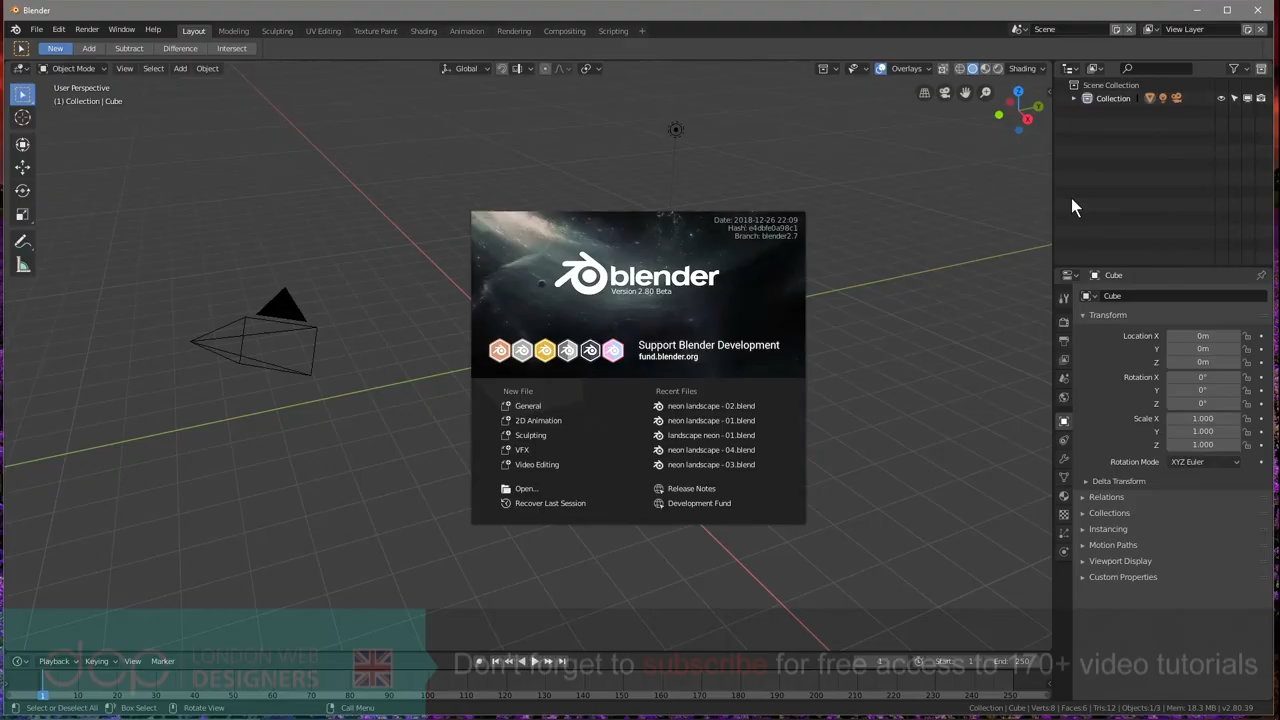 Blender
File Edit Render Window Help
Layout Modeling Sculpting UV Editing Texture Paint Shading Animation Rendering Compositing Scripting +
Scene
View Layer
New Add Subtract Difference Intersect
Object Mode View Select Add Object
Global
Overlays
Shading
User Perspective
(1) Collection | Cube
Scene Collection
Collection
Z
Y
X
Date: 2018-12-26 22:09
Hash: e4dbfe0a98c1
Branch: blender2.7
blender
Version 2.80 Beta
Support Blender Development
fund.blender.org
New File
General
2D Animation
Sculpting
VFX
Video Editing
Open...
Recover Last Session
Recent Files
neon landscape - 02.blend
neon landscape - 01.blend
landscape neon - 01.blend
neon landscape - 04.blend
neon landscape - 03.blend
Release Notes
Development Fund
Cube
Cube
Transform
Location X 0m
Y 0m
Z 0m
Rotation X 0°
Y 0°
Z 0°
Scale X 1.000
Y 1.000
Z 1.000
Rotation Mode XYZ Euler
Delta Transform
Relations
Collections
Instancing
Motion Paths
Viewport Display
Custom Properties
dop
LONDON WEB
DESIGNERS
Don't forget to subscribe for free access to 170+ video tutorials
Playback Keying View Marker
1 Start: 1 End: 250
1 10 20 30 40 50 60 70 80 90 100 110 120 130 140 150 160 170 180 190 200 210 220 230 240 250
Select or Deselect All Box Select Rotate View Call Menu
Collection | Cube | Verts:8 | Faces:6 | Tris:12 | Objects:1/3 | Mem: 18.3 MB | v2.80.39